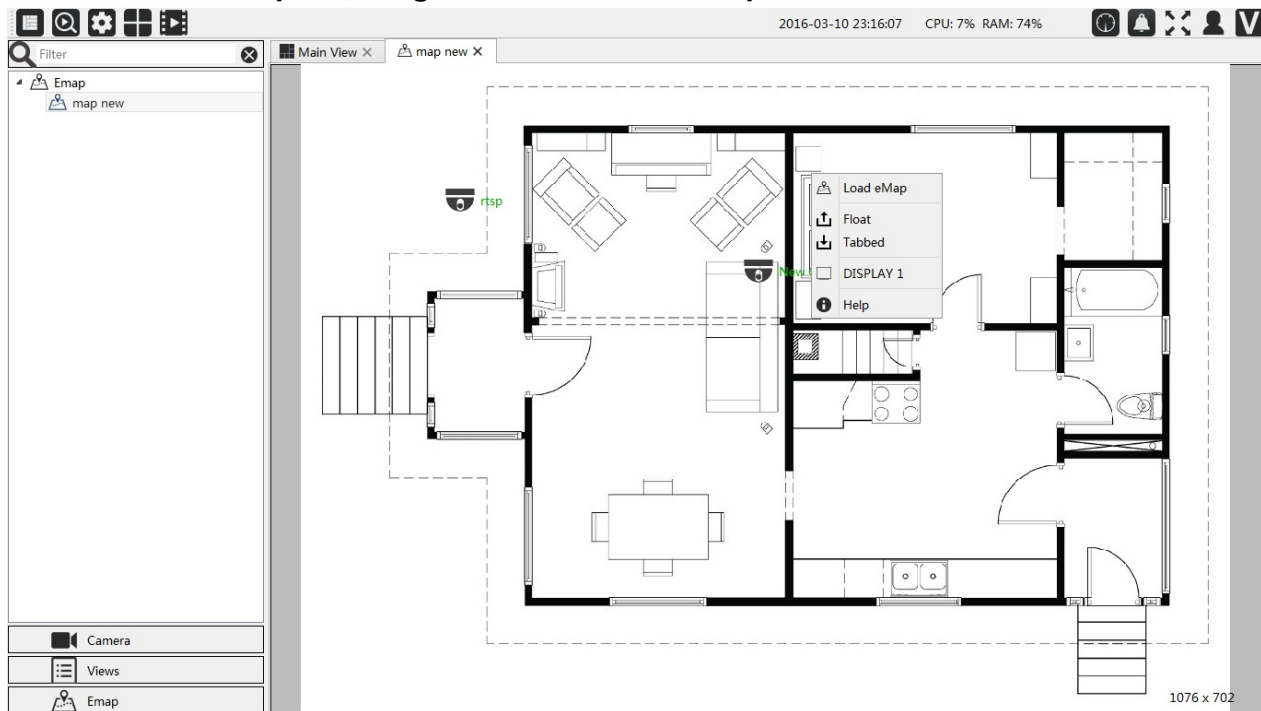 2016-03-10 23:16:07 CPU: 7% RAM: 74%
V
Filter
Main View
map new
Emap
map new
rtsp
New
Load eMap
Float
Tabbed
DISPLAY 1
Help
Camera
Views
Emap
1076 x 702